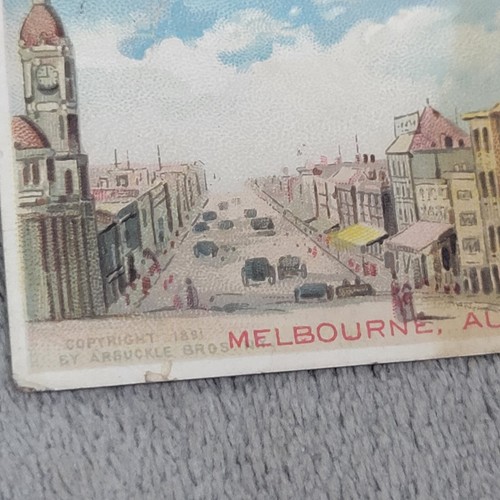 COPYRIGHT 1891
BY ARBUCKLE BROS
MELBOURNE, AU